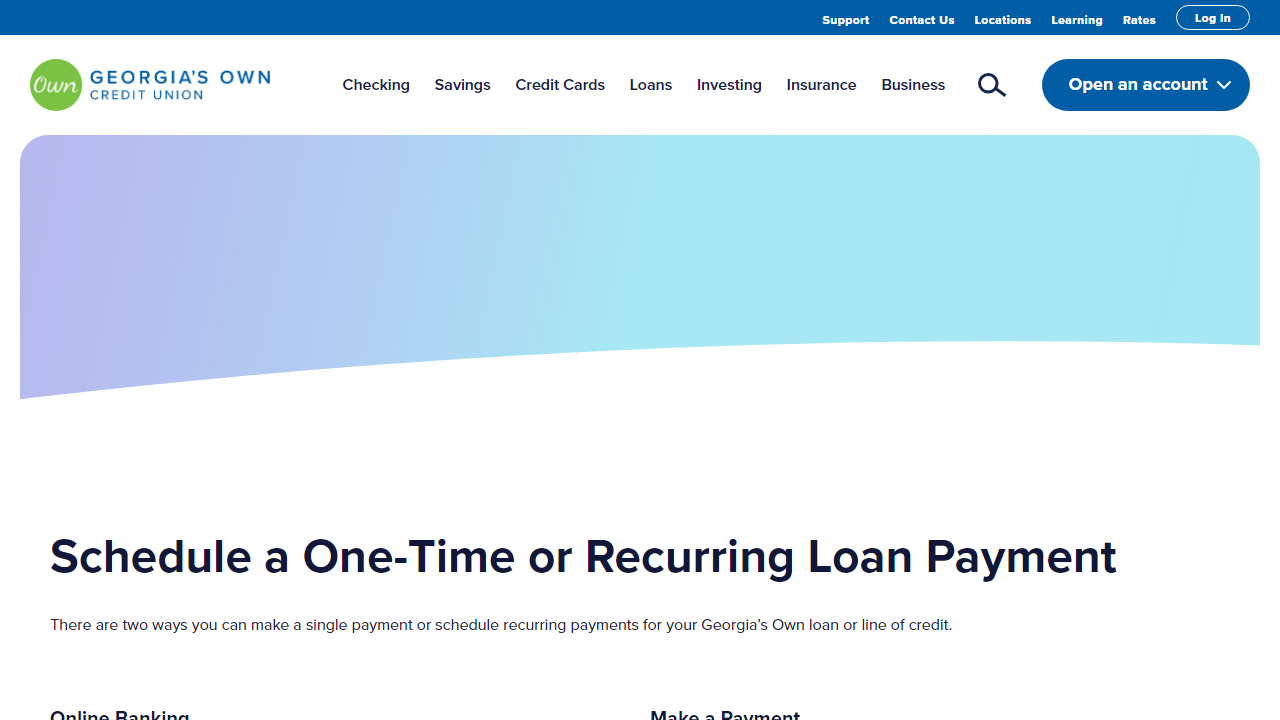 Support Contact Us Locations Learning Rates Log In
Own GEORGIA'S OWN
CREDIT UNION
Checking Savings Credit Cards Loans Investing Insurance Business Open an account
Schedule a One-Time or Recurring Loan Payment
There are two ways you can make a single payment or schedule recurring payments for your Georgia’s Own loan or line of credit.
Online Banking Make a Payment